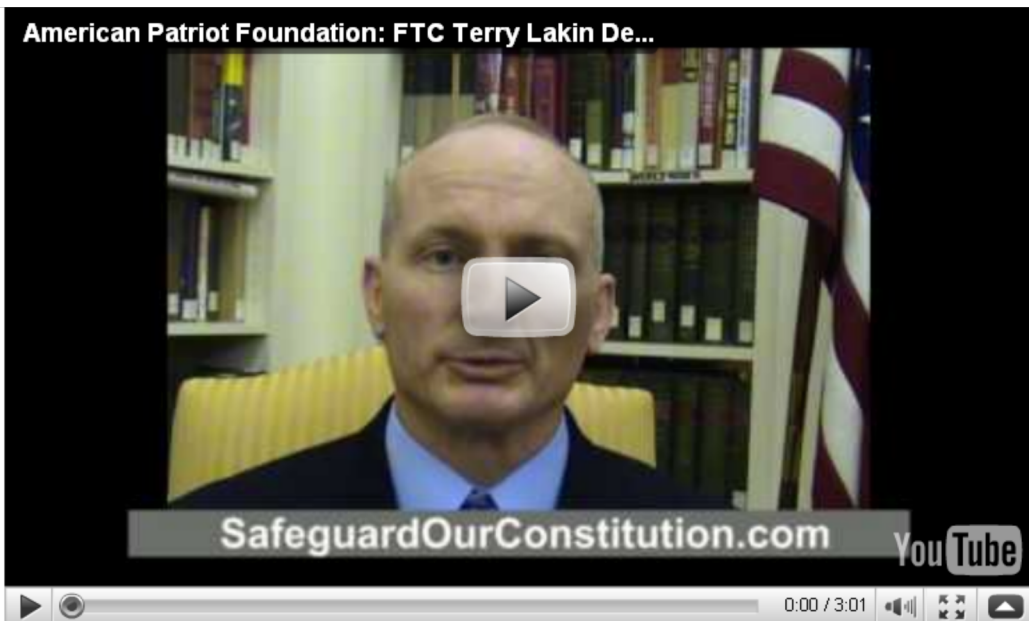 American Patriot Foundation: FTC Terry Lakin De...
SafeguardOurConstitution.com
YouTube
0:00 / 3:01